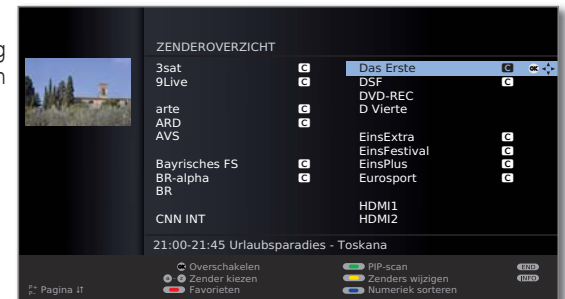 g
n
ZENDEROVERZICHT
3sat C
9Live C
arte C
ARD C
AVS
Bayrisches FS C
BR-alpha C
BR
CNN INT
Das Erste C OK
DSF C
DVD-REC
D Vierte
EinsExtra C
EinsFestival C
EinsPlus C
Eurosport C
HDMI1
HDMI2
21:00-21:45 Urlaubsparadies - Toskana
P+ P– Pagina ↓↑
OK Overschakelen
Zender kiezen
Favorieten
PIP-scan
Zenders wijzigen
Numeriek sorteren
END
INFO